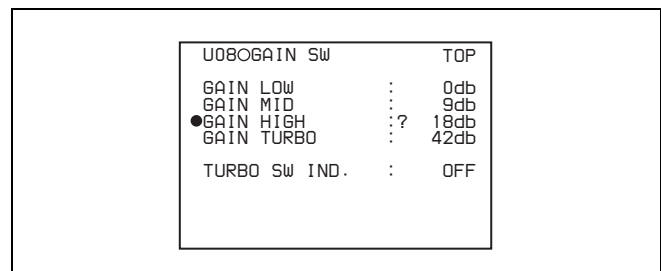 U08○GAIN SW TOP
GAIN LOW : 0db
GAIN MID : 9db
●GAIN HIGH :? 18db
GAIN TURBO : 42db
TURBO SW IND. : OFF